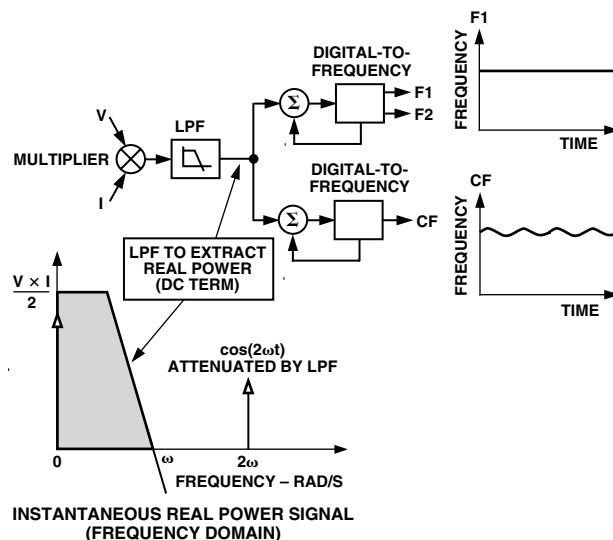 F1
DIGITAL-TO-
FREQUENCY
FREQUENCY
V
LPF
Σ
F1
F2
MULTIPLIER
TIME
I
DIGITAL-TO-
FREQUENCY
CF
Σ
CF
FREQUENCY
LPF TO EXTRACT
REAL POWER
(DC TERM)
TIME
V × I
2
cos(2ωt)
ATTENUATED BY LPF
0
ω
2ω
FREQUENCY – RAD/S
INSTANTANEOUS REAL POWER SIGNAL
(FREQUENCY DOMAIN)